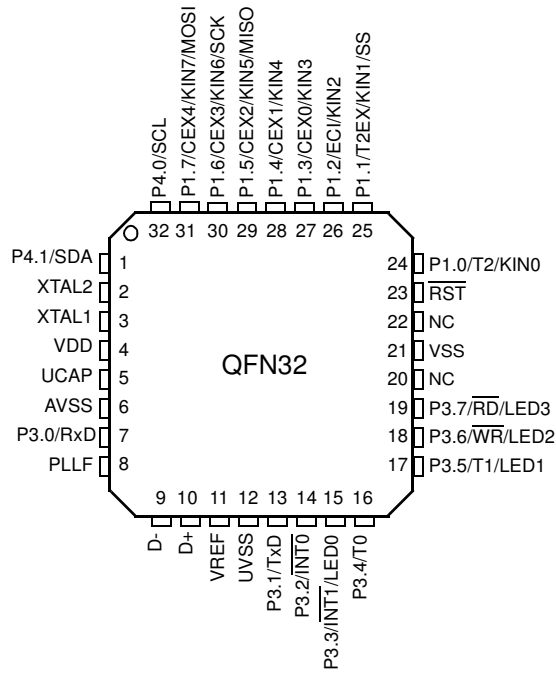 P4.0/SCL
P1.7/CEX4/KIN7/MOSI
P1.6/CEX3/KIN6/SCK
P1.5/CEX2/KIN5/MISO
P1.4/CEX1/KIN4
P1.3/CEX0/KIN3
P1.2/ECI/KIN2
P1.1/T2EX/KIN1/SS
32 31 30 29 28 27 26 25
P4.1/SDA 1
XTAL2 2
XTAL1 3
VDD 4
UCAP 5
AVSS 6
P3.0/RxD 7
PLLF 8
QFN32
24 P1.0/T2/KIN0
23 RST
22 NC
21 VSS
20 NC
19 P3.7/RD/LED3
18 P3.6/WR/LED2
17 P3.5/T1/LED1
9 10 11 12 13 14 15 16
D-
D+
VREF
UVSS
P3.1/TxD
P3.2/INT0
P3.3/INT1/LED0
P3.4/T0